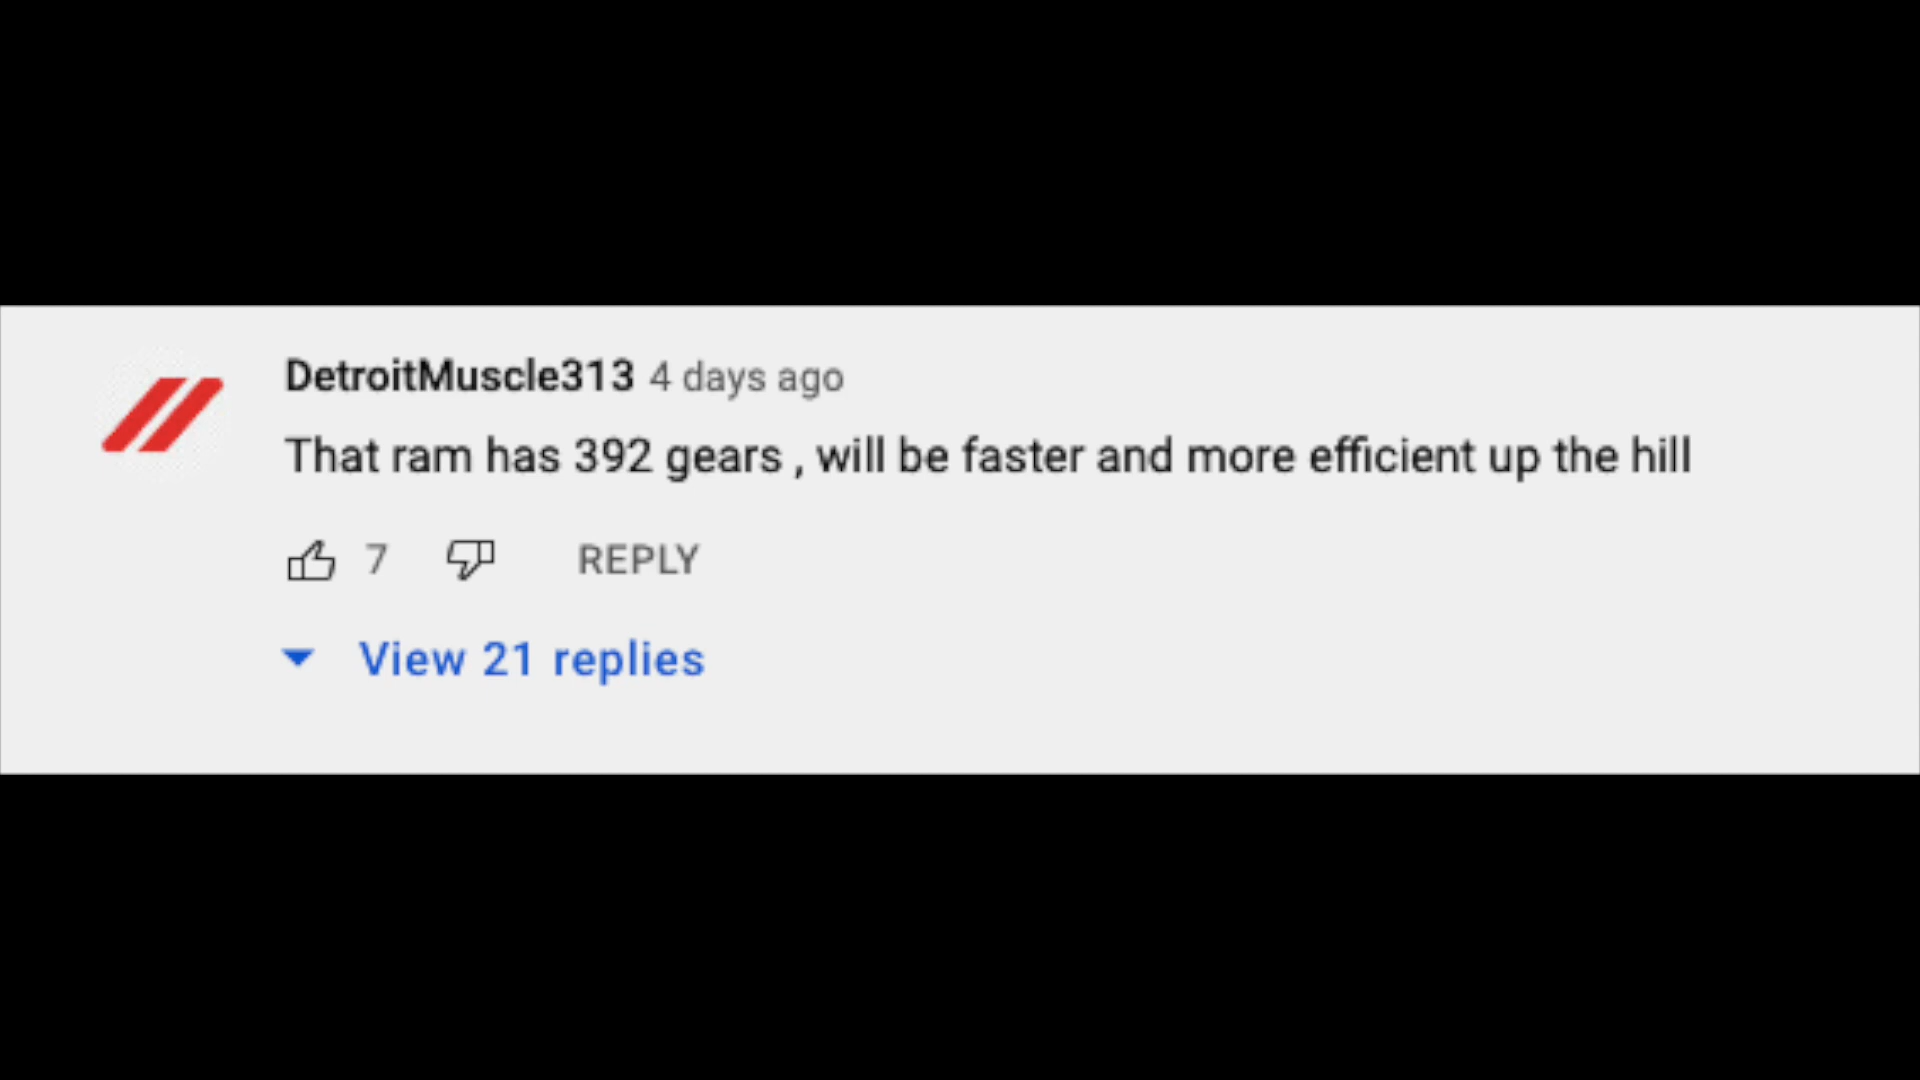 DetroitMuscle313 4 days ago
That ram has 392 gears , will be faster and more efficient up the hill
7 REPLY
View 21 replies